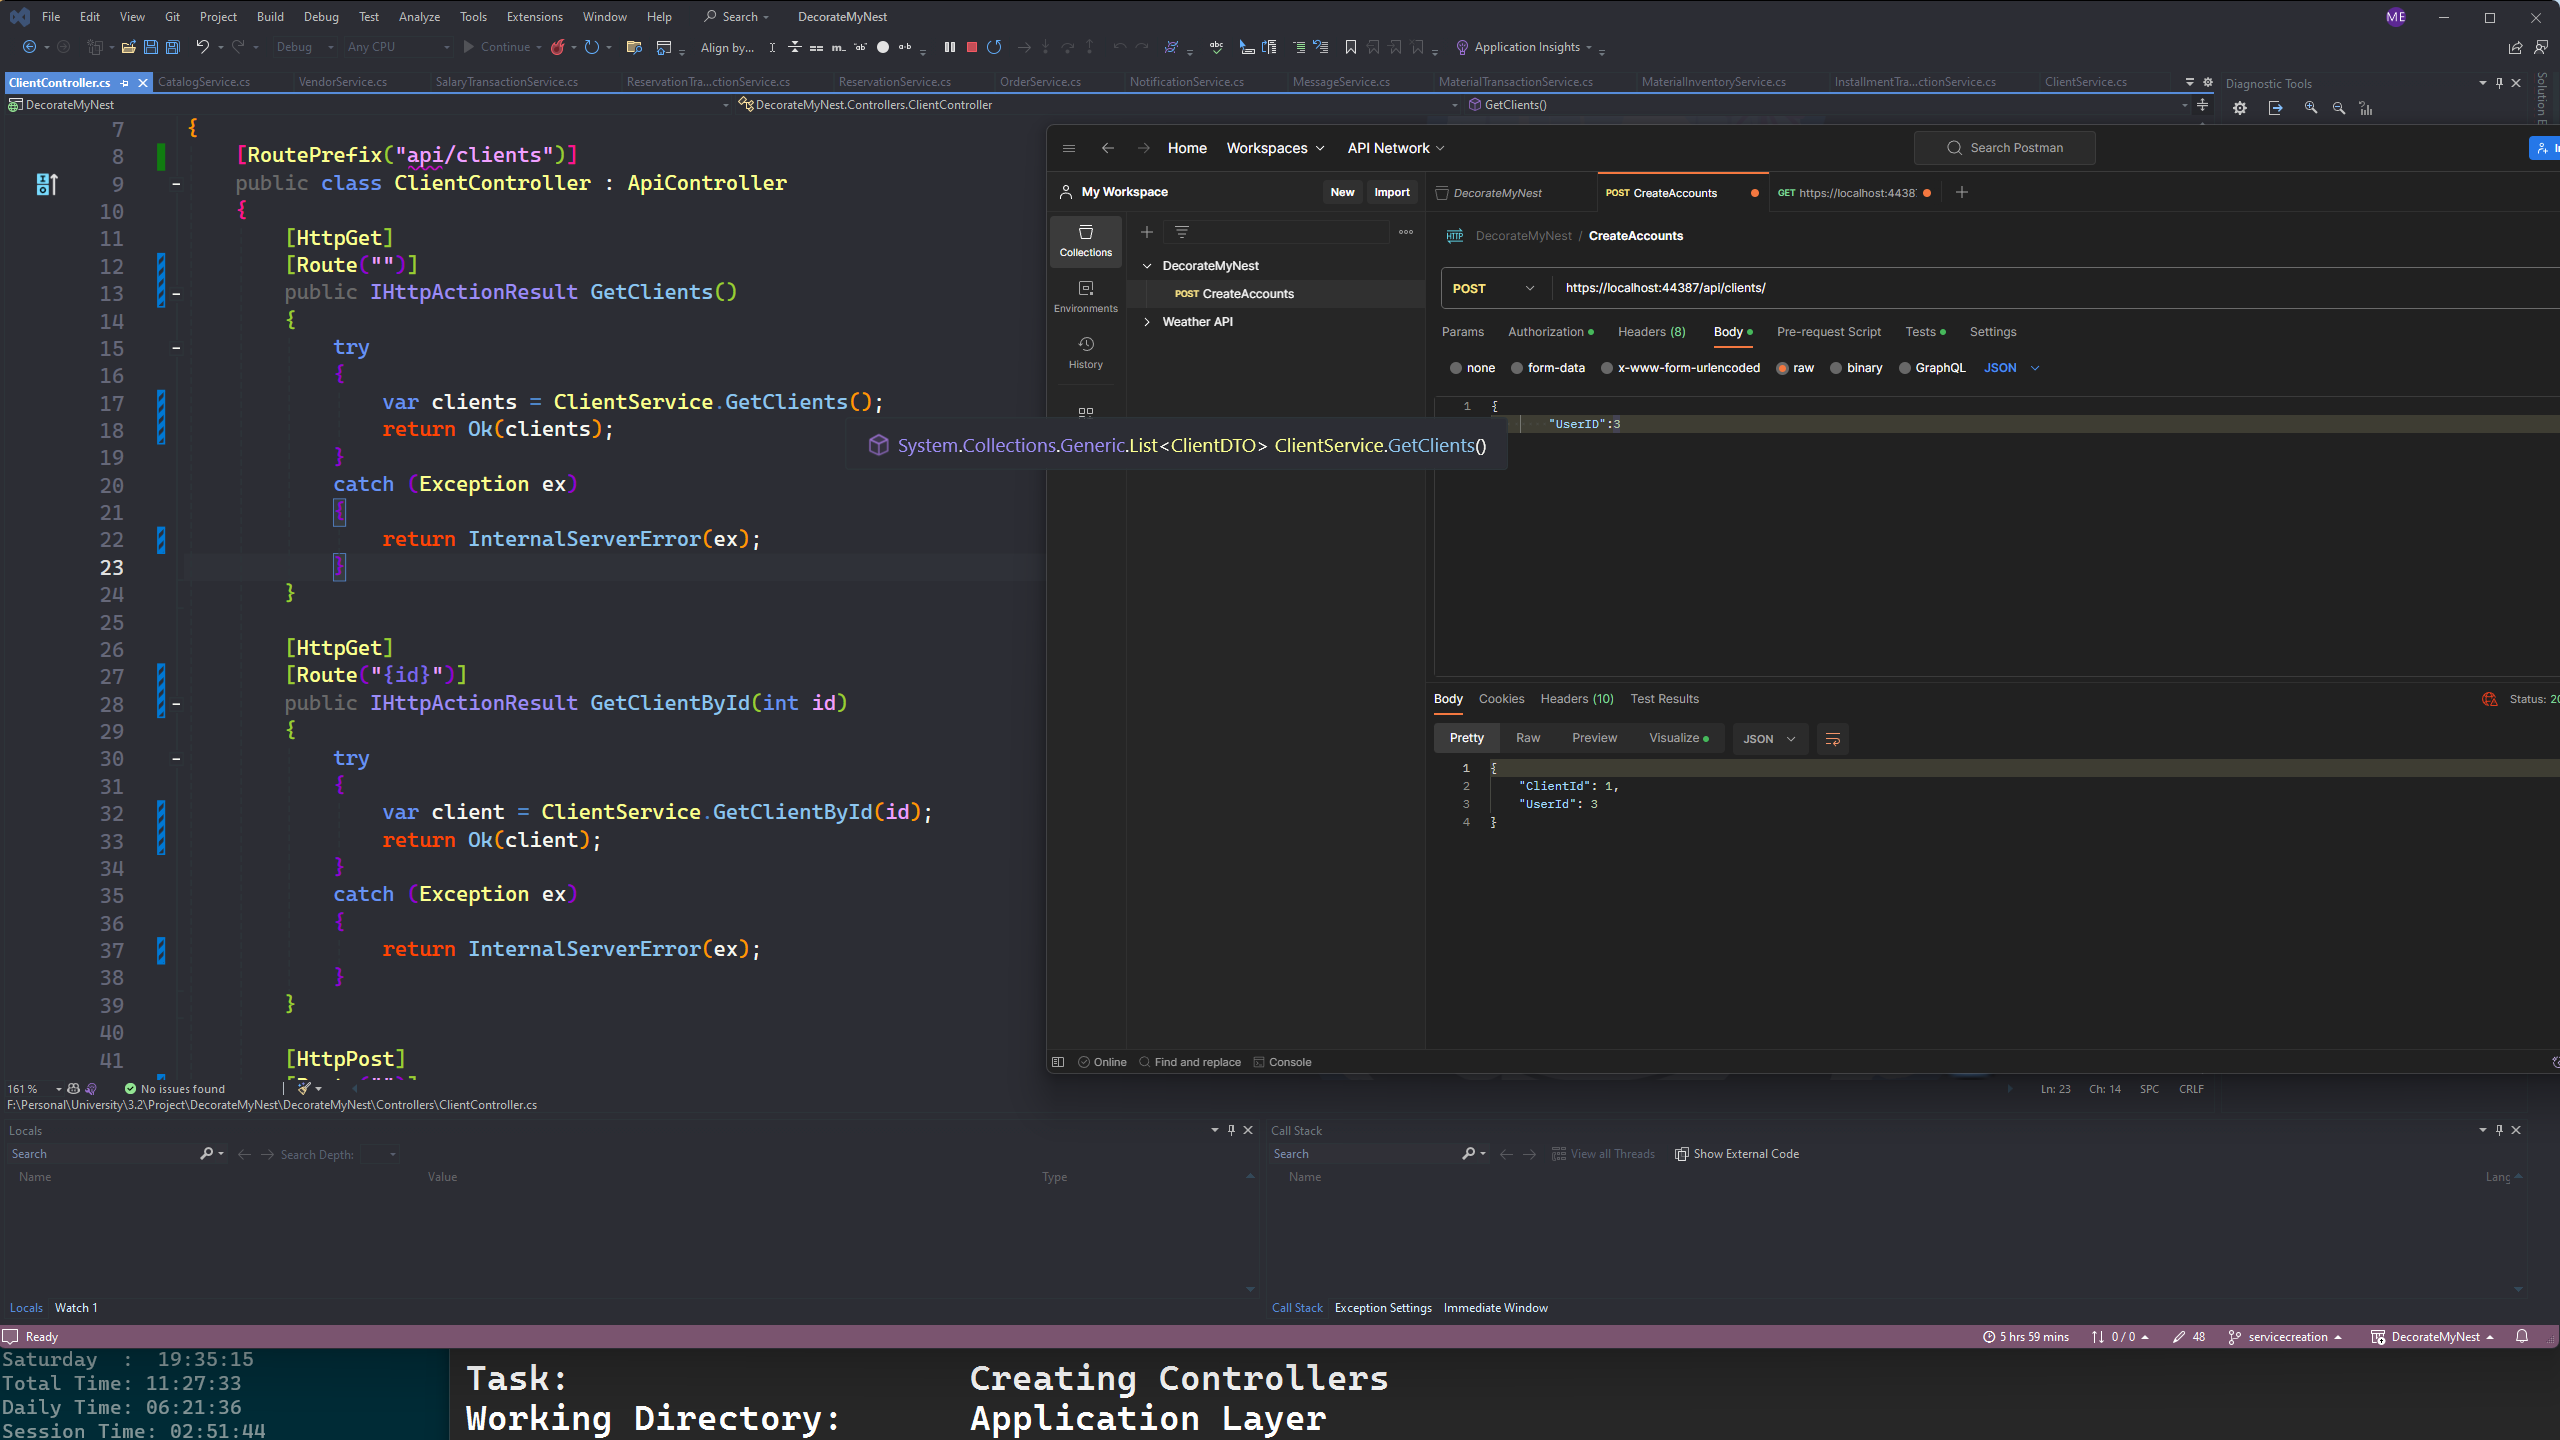 File Edit View Git Project Build Debug Test Analyze Tools Extensions Window Help Search DecorateMyNest ME
Debug Any CPU Continue Align by... Application Insights
ClientController.cs CatalogService.cs VendorService.cs SalaryTransactionService.cs ReservationTra...ctionService.cs ReservationService.cs OrderService.cs NotificationService.cs MessageService.cs MaterialTransactionService.cs MaterialInventoryService.cs InstallmentTra...ctionService.cs ClientService.cs Diagnostic Tools
DecorateMyNest DecorateMyNest.Controllers.ClientController GetClients()
7 {
8 [RoutePrefix("api/clients")]
9 public class ClientController : ApiController
10 {
11 [HttpGet]
12 [Route("")]
13 public IHttpActionResult GetClients()
14 {
15 try
16 {
17 var clients = ClientService.GetClients();
18 return Ok(clients);
19 }
20 catch (Exception ex)
21 {
22 return InternalServerError(ex);
23 }
24 }
25
26 [HttpGet]
27 [Route("{id}")]
28 public IHttpActionResult GetClientById(int id)
29 {
30 try
31 {
32 var client = ClientService.GetClientById(id);
33 return Ok(client);
34 }
35 catch (Exception ex)
36 {
37 return InternalServerError(ex);
38 }
39 }
40
41 [HttpPost]
System.Collections.Generic.List<ClientDTO> ClientService.GetClients()
Home Workspaces API Network Search Postman
My Workspace New Import DecorateMyNest POST CreateAccounts GET https://localhost:4438
Collections
Environments
History
DecorateMyNest
POST CreateAccounts
Weather API
HTTP DecorateMyNest / CreateAccounts
POST https://localhost:44387/api/clients/
Params Authorization Headers (8) Body Pre-request Script Tests Settings
none form-data x-www-form-urlencoded raw binary GraphQL JSON
1 {
"UserID":3
Body Cookies Headers (10) Test Results Status: 20
Pretty Raw Preview Visualize JSON
1 {
2 "ClientId": 1,
3 "UserId": 3
4 }
Online Find and replace Console
161 % No issues found Ln: 23 Ch: 14 SPC CRLF
F:\Personal\University\3.2\Project\DecorateMyNest\DecorateMyNest\Controllers\ClientController.cs
Locals
Search Search Depth:
Name Value Type
Locals Watch 1
Call Stack
Search View all Threads Show External Code
Name Lang
Call Stack Exception Settings Immediate Window
Ready 5 hrs 59 mins 0 / 0 48 servicecreation DecorateMyNest
Saturday : 19:35:15
Total Time: 11:27:33
Daily Time: 06:21:36
Session Time: 02:51:44
Task: Creating Controllers
Working Directory: Application Layer